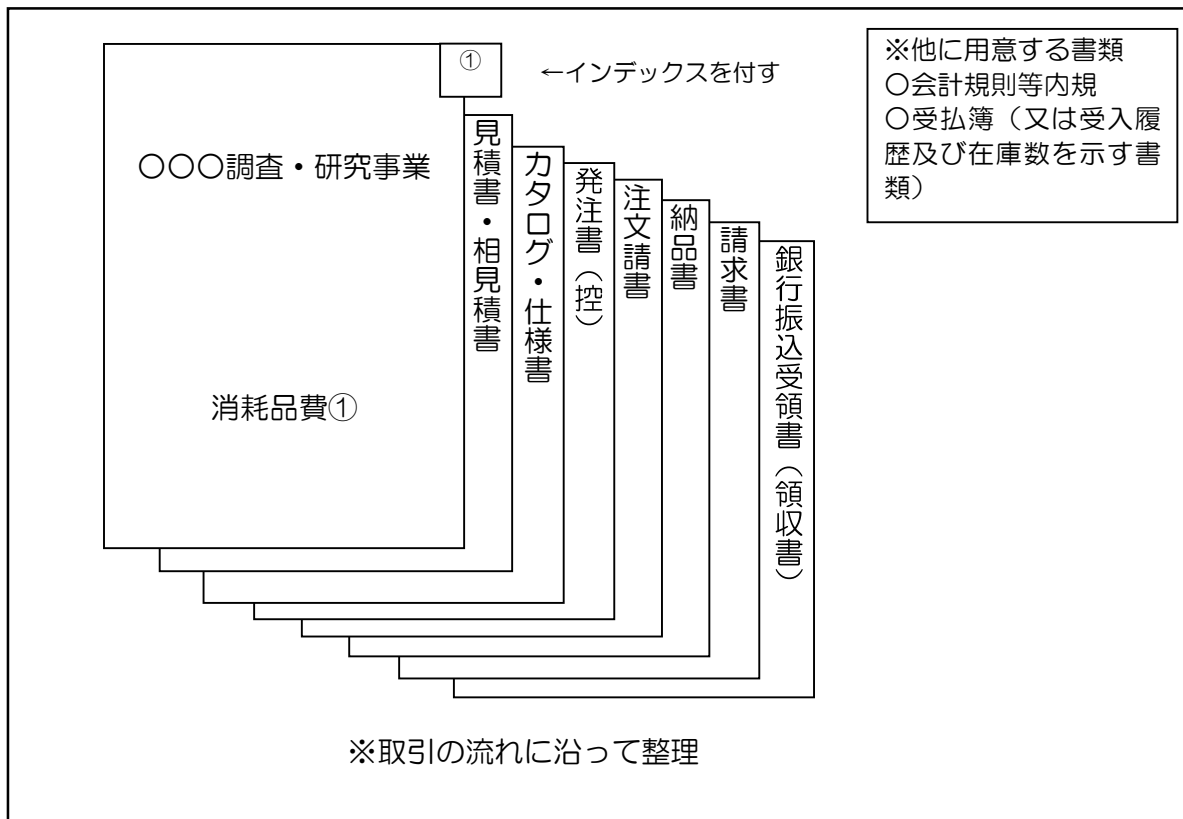 ①
←インデックスを付す
〇〇〇調査・研究事業
消耗品費①
見積書・相見積書
カタログ・仕様書
発注書（控）
注文請書
納品書
請求書
銀行振込受領書（領収書）
※他に用意する書類
〇会計規則等内規
〇受払簿（又は受入履
歴及び在庫数を示す書
類）
※取引の流れに沿って整理